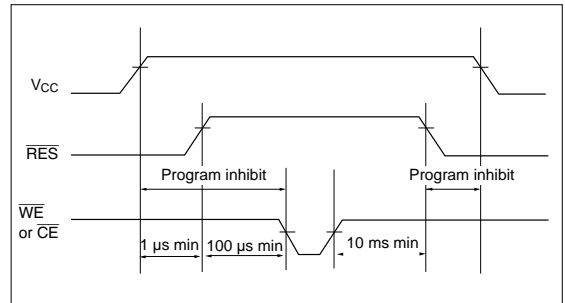 VCC
RES
Program inhibit Program inhibit
WE
or CE
1 µs min 100 µs min 10 ms min